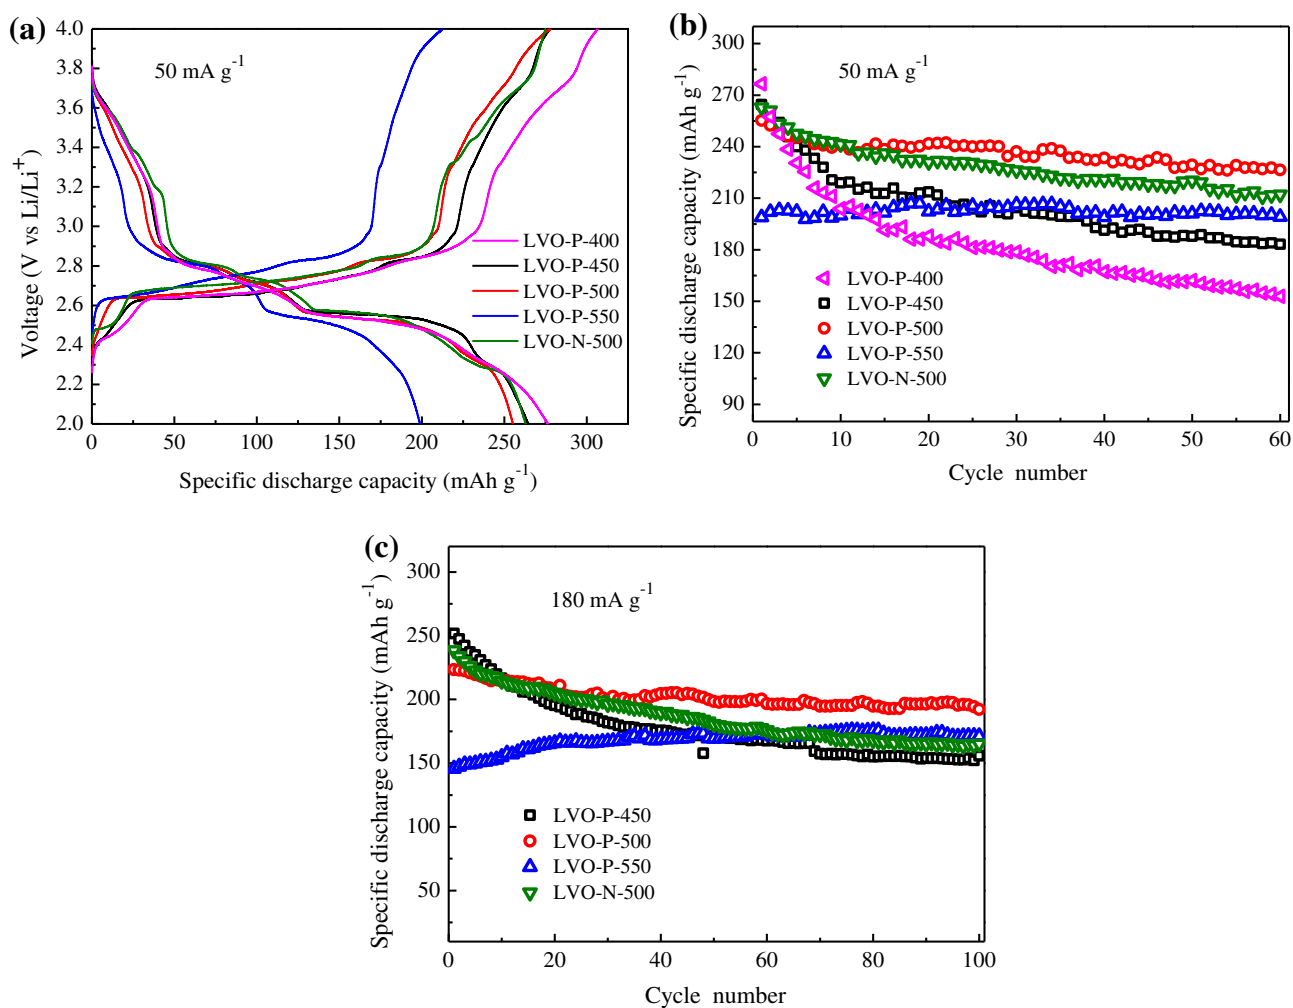 (a)
50 mA g⁻¹
Voltage (V vs Li/Li⁺)
4.0
3.8
3.6
3.4
3.2
3.0
2.8
2.6
2.4
2.2
2.0
LVO-P-400
LVO-P-450
LVO-P-500
LVO-P-550
LVO-N-500
0 50 100 150 200 250 300
Specific discharge capacity (mAh g⁻¹)
(b)
50 mA g⁻¹
Specific discharge capacity (mAh g⁻¹)
300
270
240
210
180
150
120
90
LVO-P-400
LVO-P-450
LVO-P-500
LVO-P-550
LVO-N-500
0 10 20 30 40 50 60
Cycle number
(c)
180 mA g⁻¹
Specific discharge capacity (mAh g⁻¹)
300
250
200
150
100
50
LVO-P-450
LVO-P-500
LVO-P-550
LVO-N-500
0 20 40 60 80 100
Cycle number